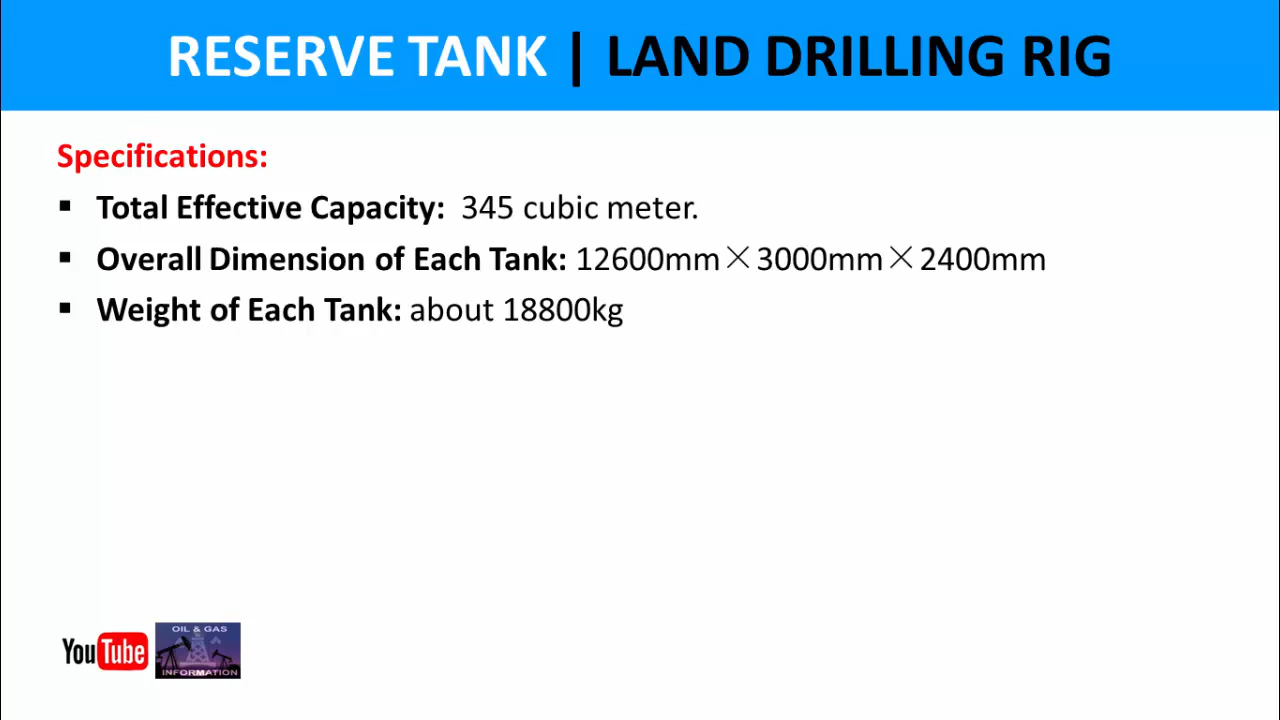 RESERVE TANK | LAND DRILLING RIG
Specifications:
▪ Total Effective Capacity: 345 cubic meter.
▪ Overall Dimension of Each Tank: 12600mm×3000mm×2400mm
▪ Weight of Each Tank: about 18800kg
YouTube
OIL & GAS
INFORMATION